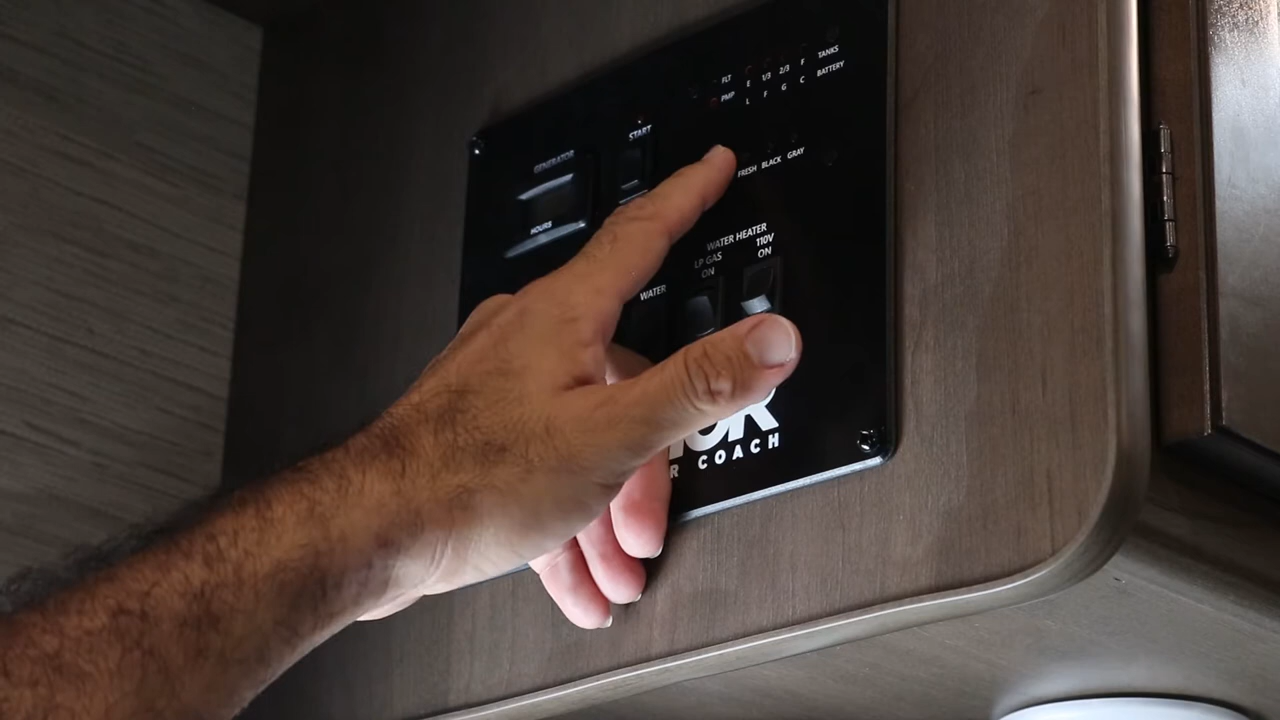 FLT E 1/3 2/3 F TANKS
PMP L F G C BATTERY
START
GENERATOR
HOURS
FRESH BLACK GRAY
WATER HEATER
LP GAS 110V
ON ON
WATER
R COACH